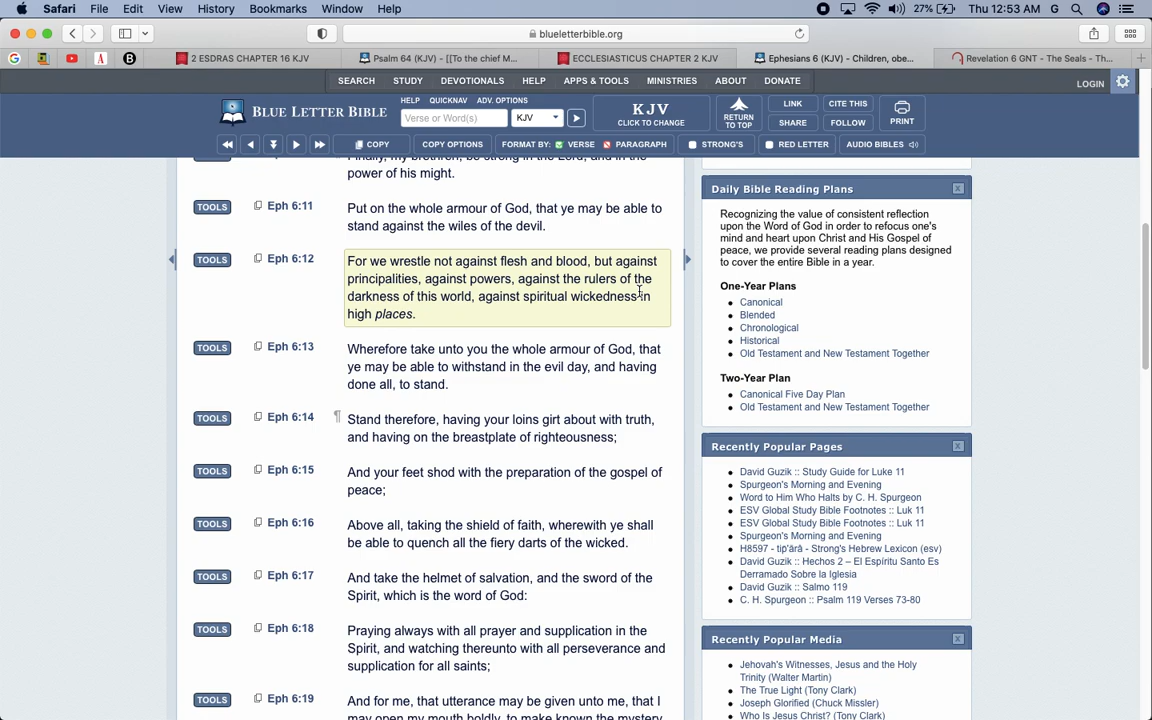 Safari File Edit View History Bookmarks Window Help 27% Thu 12:53 AM G
blueletterbible.org
2 ESDRAS CHAPTER 16 KJV Psalm 64 (KJV) - [[To the chief M... ECCLESIASTICUS CHAPTER 2 KJV Ephesians 6 (KJV) - Children, obe... Revelation 6 GNT - The Seals - Th...
SEARCH STUDY DEVOTIONALS HELP APPS & TOOLS MINISTRIES ABOUT DONATE LOGIN
BLUE LETTER BIBLE
HELP QUICKNAV ADV. OPTIONS
Verse or Word(s) KJV
KJV
CLICK TO CHANGE
RETURN
TO TOP
LINK CITE THIS
SHARE FOLLOW
PRINT
COPY COPY OPTIONS FORMAT BY: VERSE PARAGRAPH STRONG'S RED LETTER AUDIO BIBLES
Finally, my brethren, be strong in the Lord, and in the
power of his might.
TOOLS Eph 6:11 Put on the whole armour of God, that ye may be able to
stand against the wiles of the devil.
TOOLS Eph 6:12 For we wrestle not against flesh and blood, but against
principalities, against powers, against the rulers of the
darkness of this world, against spiritual wickedness in
high places.
TOOLS Eph 6:13 Wherefore take unto you the whole armour of God, that
ye may be able to withstand in the evil day, and having
done all, to stand.
TOOLS Eph 6:14 ¶ Stand therefore, having your loins girt about with truth,
and having on the breastplate of righteousness;
TOOLS Eph 6:15 And your feet shod with the preparation of the gospel of
peace;
TOOLS Eph 6:16 Above all, taking the shield of faith, wherewith ye shall
be able to quench all the fiery darts of the wicked.
TOOLS Eph 6:17 And take the helmet of salvation, and the sword of the
Spirit, which is the word of God:
TOOLS Eph 6:18 Praying always with all prayer and supplication in the
Spirit, and watching thereunto with all perseverance and
supplication for all saints;
TOOLS Eph 6:19 And for me, that utterance may be given unto me, that I
may open my mouth boldly, to make known the mystery
Daily Bible Reading Plans
Recognizing the value of consistent reflection
upon the Word of God in order to refocus one's
mind and heart upon Christ and His Gospel of
peace, we provide several reading plans designed
to cover the entire Bible in a year.
One-Year Plans
Canonical
Blended
Chronological
Historical
Old Testament and New Testament Together
Two-Year Plan
Canonical Five Day Plan
Old Testament and New Testament Together
Recently Popular Pages
David Guzik :: Study Guide for Luke 11
Spurgeon's Morning and Evening
Word to Him Who Halts by C. H. Spurgeon
ESV Global Study Bible Footnotes :: Luk 11
ESV Global Study Bible Footnotes :: Luk 11
Spurgeon's Morning and Evening
H8597 - tip'ārâ - Strong's Hebrew Lexicon (esv)
David Guzik :: Hechos 2 – El Espíritu Santo Es
Derramado Sobre la Iglesia
David Guzik :: Salmo 119
C. H. Spurgeon :: Psalm 119 Verses 73-80
Recently Popular Media
Jehovah's Witnesses, Jesus and the Holy
Trinity (Walter Martin)
The True Light (Tony Clark)
Joseph Glorified (Chuck Missler)
Who Is Jesus Christ? (Tony Clark)